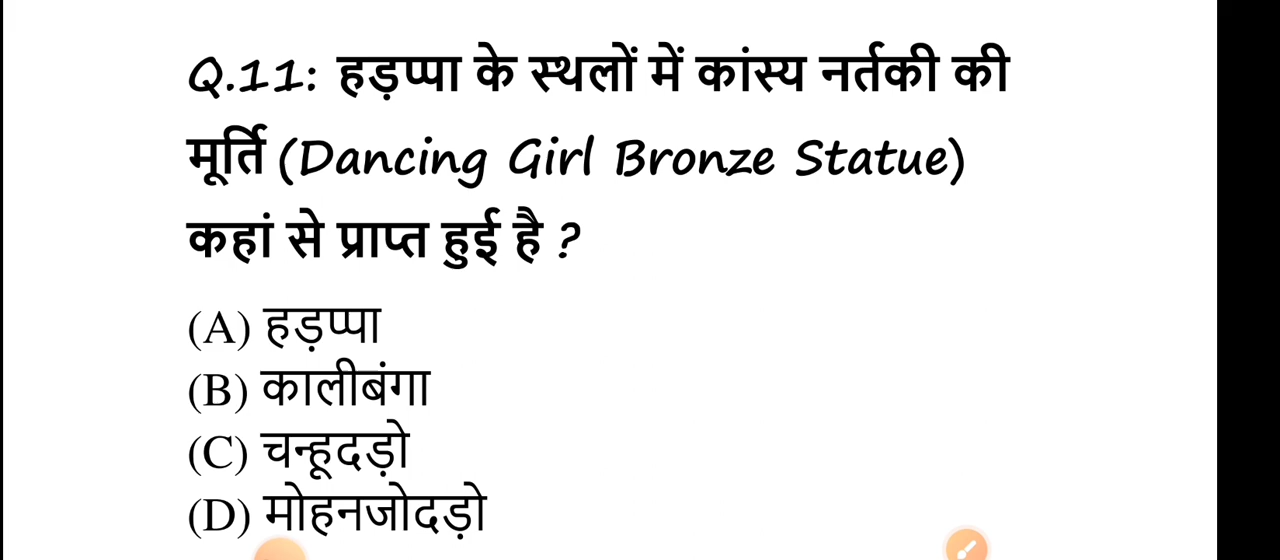 Q.11: हड़प्पा के स्थलों में कांस्य नर्तकी की
मूर्ति (Dancing Girl Bronze Statue)
कहां से प्राप्त हुई है ?
(A) हड़प्पा
(B) कालीबंगा
(C) चन्हूदड़ो
(D) मोहनजोदड़ो